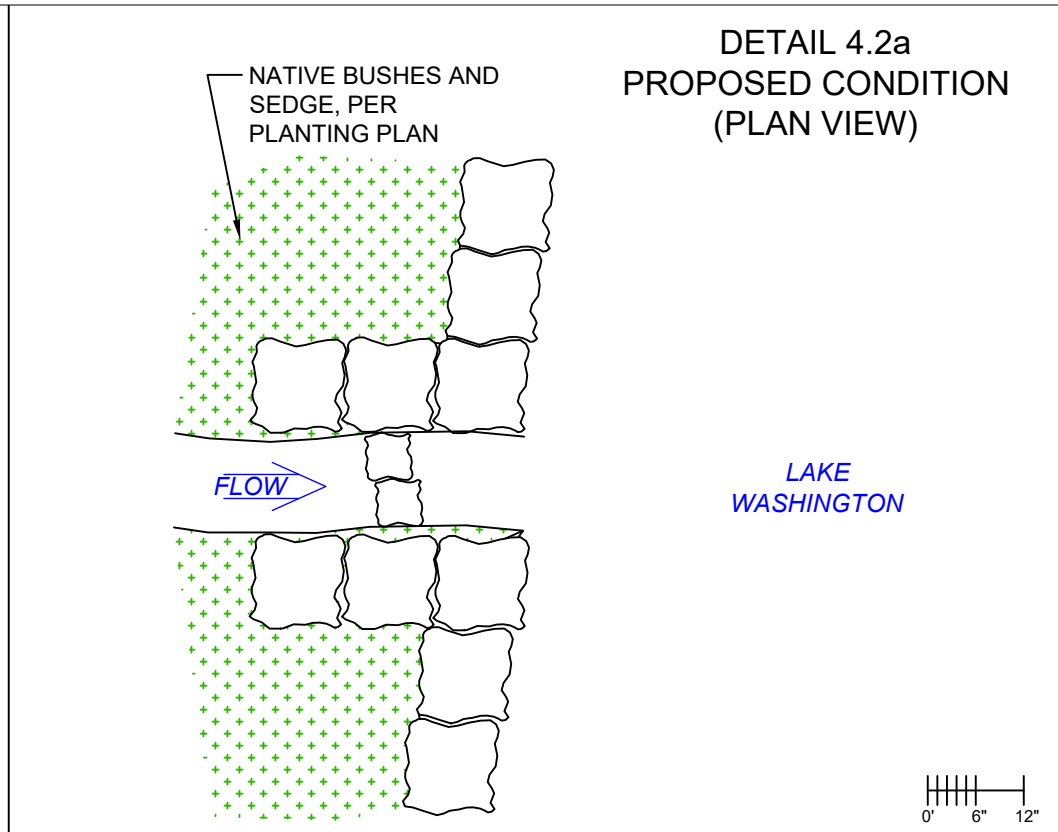 DETAIL 4.2a
PROPOSED CONDITION
(PLAN VIEW)
NATIVE BUSHES AND
SEDGE, PER
PLANTING PLAN
FLOW
LAKE
WASHINGTON
0' 6" 12"